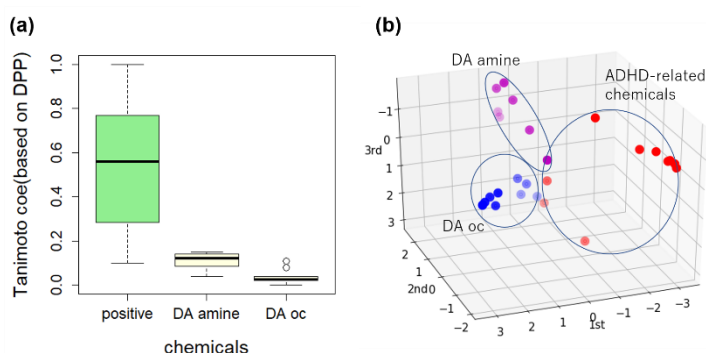 (a)
Tanimoto coe(based on DPP)
1.0
0.8
0.6
0.4
0.2
0.0
positive
DA amine
DA oc
chemicals
(b)
DA amine
ADHD-related
chemicals
DA oc
−1
0
3rd
1
2
3
2
1
2nd0
−1
−2
3
2
1
0
1st
−1
−2
−3